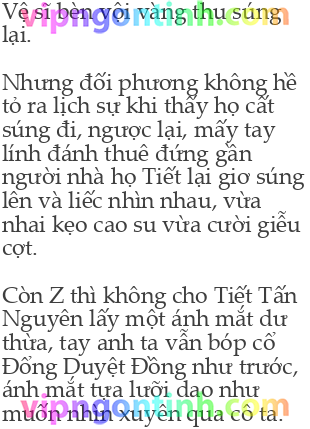 Vệ sĩ bèn vội vàng thu súng
lại.
Nhưng đối phương không hề
tỏ ra lịch sự khi thấy họ cất
súng đi, ngược lại, mấy tay
lính đánh thuê đứng gần
người nhà họ Tiết lại giơ súng
lên và liếc nhìn nhau, vừa
nhai kẹo cao su vừa cười giễu
cợt.
Còn Z thì không cho Tiết Tấn
Nguyên lấy một ánh mắt dư
thừa, tay anh ta vẫn bóp cổ
Đổng Duyệt Đồng như trước,
ánh mắt tựa lưỡi dao như
muốn nhìn xuyên qua cô ta.
vipngontinh.com
vipngontinh.com